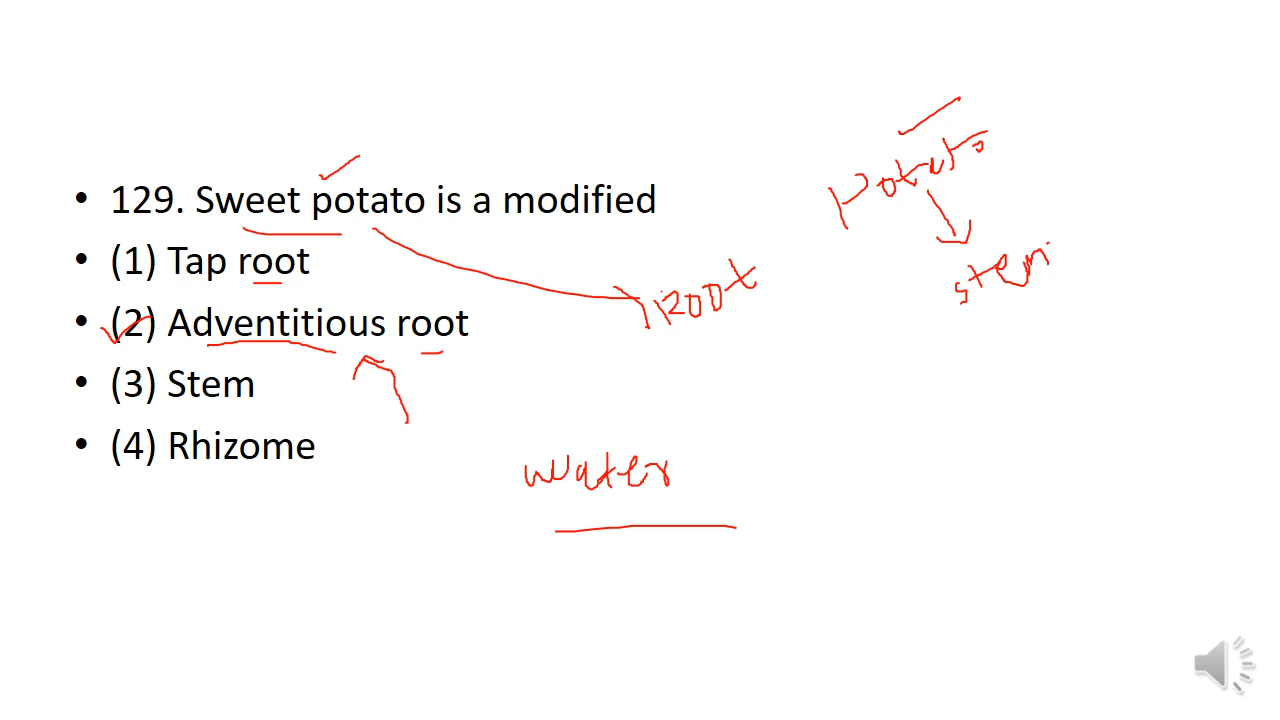 • 129. Sweet potato is a modified
• (1) Tap root
• (2) Adventitious root
• (3) Stem
• (4) Rhizome
Potato
stem
Root
water